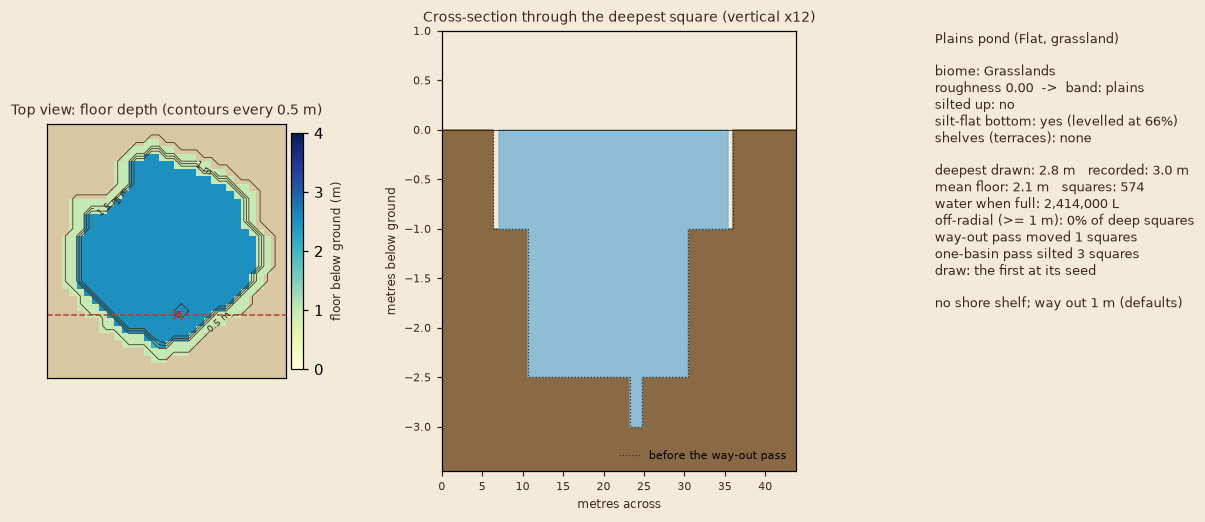 Cross-section through the deepest square (vertical x12)
Top view: floor depth (contours every 0.5 m)
4
3
2
1
0
floor below ground (m)
0.5 m
1.0
0.5
0.0
−0.5
−1.0
−1.5
−2.0
−2.5
−3.0
metres below ground
before the way-out pass
0
5
10
15
20
25
30
35
40
metres across
Plains pond (Flat, grassland)
biome: Grasslands
roughness 0.00 -> band: plains
silted up: no
silt-flat bottom: yes (levelled at 66%)
shelves (terraces): none
deepest drawn: 2.8 m recorded: 3.0 m
mean floor: 2.1 m squares: 574
water when full: 2,414,000 L
off-radial (>= 1 m): 0% of deep squares
way-out pass moved 1 squares
one-basin pass silted 3 squares
draw: the first at its seed
no shore shelf; way out 1 m (defaults)